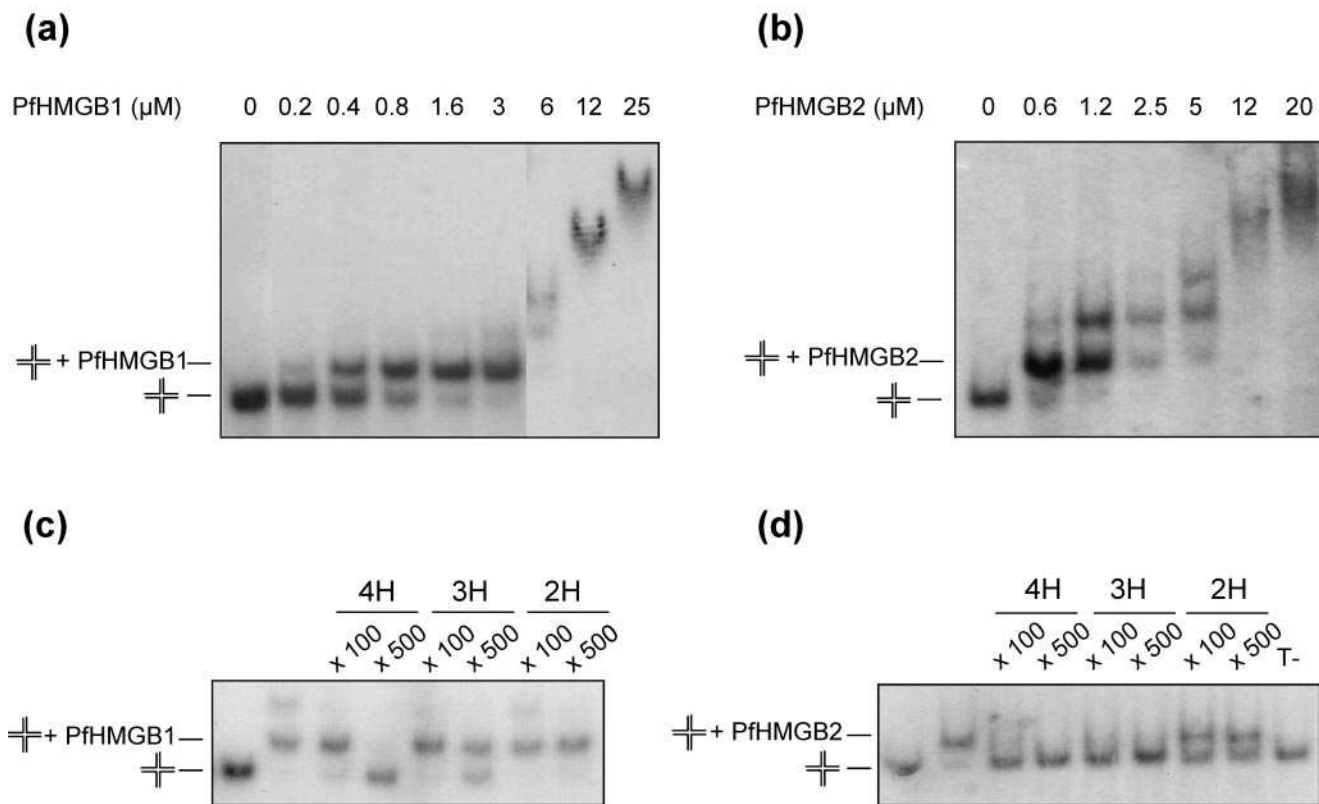 (a)
PfHMGB1 (µM) 0 0.2 0.4 0.8 1.6 3 6 12 25
+ PfHMGB1
(b)
PfHMGB2 (µM) 0 0.6 1.2 2.5 5 12 20
+ PfHMGB2
(c)
4H 3H 2H
x 100 x 500 x 100 x 500 x 100 x 500
+ PfHMGB1
(d)
4H 3H 2H
x 100 x 500 x 100 x 500 x 100 x 500 T-
+ PfHMGB2